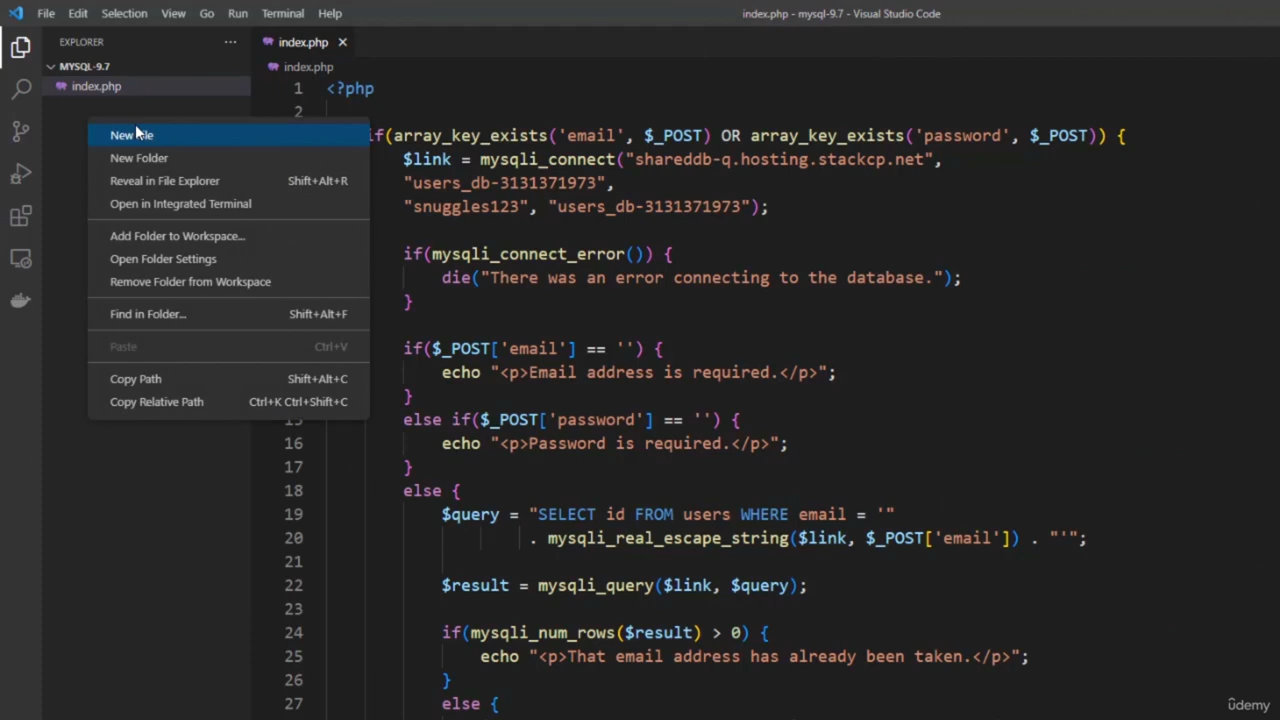 File Edit Selection View Go Run Terminal Help
index.php - mysql-9.7 - Visual Studio Code
EXPLORER
MYSQL-9.7
index.php
New File
New Folder
Reveal in File Explorer Shift+Alt+R
Open in Integrated Terminal
Add Folder to Workspace...
Open Folder Settings
Remove Folder from Workspace
Find in Folder... Shift+Alt+F
Paste Ctrl+V
Copy Path Shift+Alt+C
Copy Relative Path Ctrl+K Ctrl+Shift+C
index.php
index.php
1 <?php
2
if(array_key_exists('email', $_POST) OR array_key_exists('password', $_POST)) {
$link = mysqli_connect("shareddb-q.hosting.stackcp.net",
"users_db-3131371973",
"snuggles123", "users_db-3131371973");
if(mysqli_connect_error()) {
die("There was an error connecting to the database.");
}
if($_POST['email'] == '') {
echo "<p>Email address is required.</p>";
}
else if($_POST['password'] == '') {
16 echo "<p>Password is required.</p>";
17 }
18 else {
19 $query = "SELECT id FROM users WHERE email = '"
20 . mysqli_real_escape_string($link, $_POST['email']) . "'";
21
22 $result = mysqli_query($link, $query);
23
24 if(mysqli_num_rows($result) > 0) {
25 echo "<p>That email address has already been taken.</p>";
26 }
27 else {
ûdemy